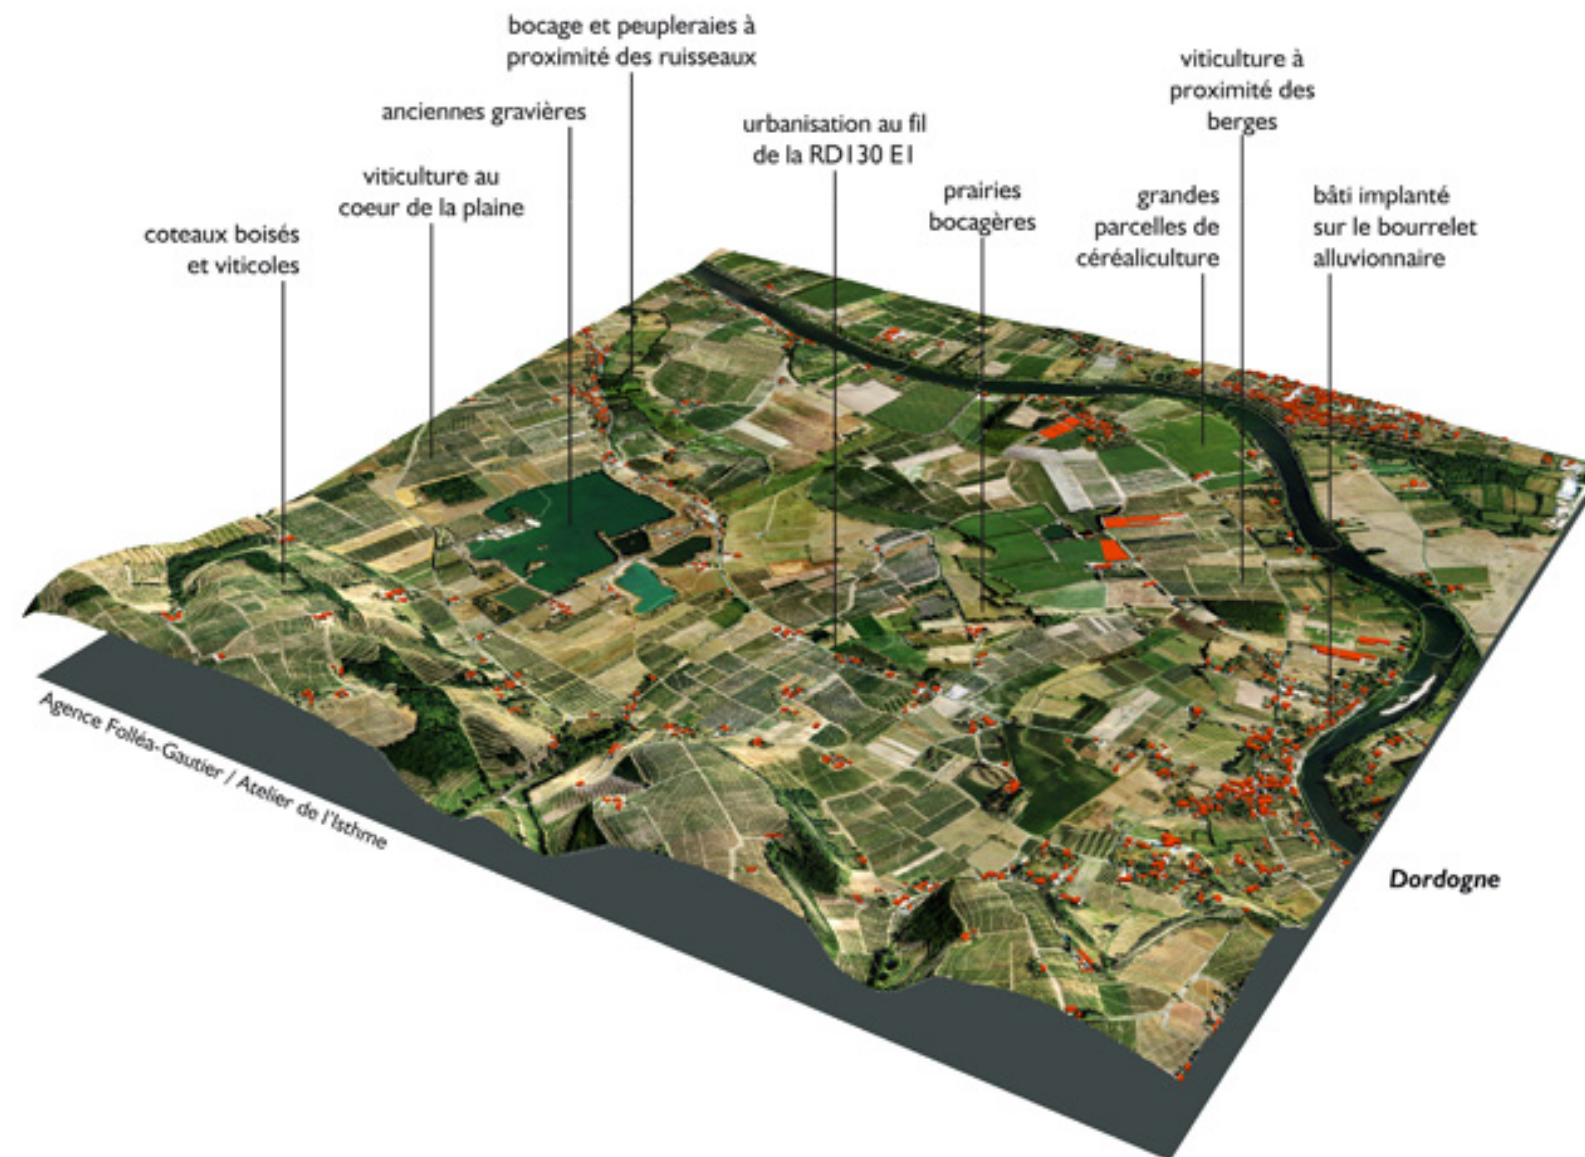 bocage et peupleraies à
proximité des ruisseaux
anciennes gravières
viticulture au
coeur de la plaine
coteaux boisés
et viticoles
urbanisation au fil
de la RD130 E1
prairies
bocagères
viticulture à
proximité des
berges
grandes
parcelles de
céréaliculture
bâti implanté
sur le bourrelet
alluvionnaire
Agence Folléa-Gautier / Atelier de l'Isthme
Dordogne